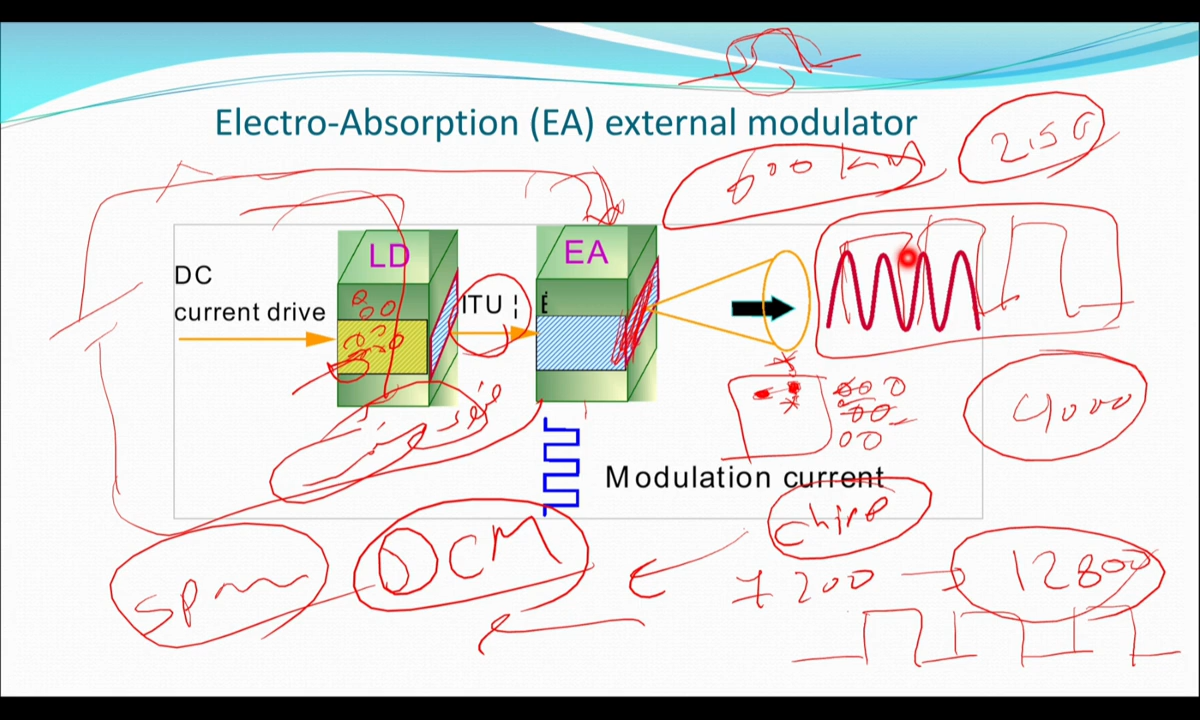 Electro-Absorption (EA) external modulator
2.5G
600 km
LD
EA
DC
current drive
ITU
4000
Modulation current
chirp
DCM
spm
7200
12800